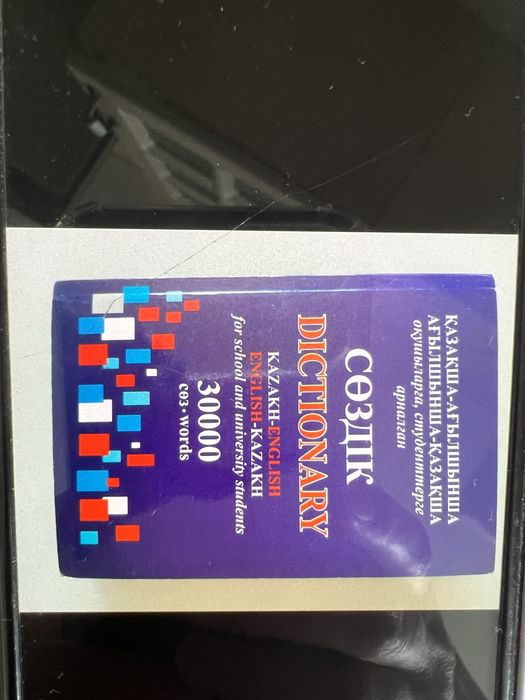 ҚАЗАҚША-АҒЫЛШЫНША
АҒЫЛШЫНША-ҚАЗАҚША
оқушыларға, студенттерге
арналған
СӨЗДІК
DICTIONARY
KAZAKH-ENGLISH
ENGLISH-KAZAKH
for school and university students
30000
сөз • words